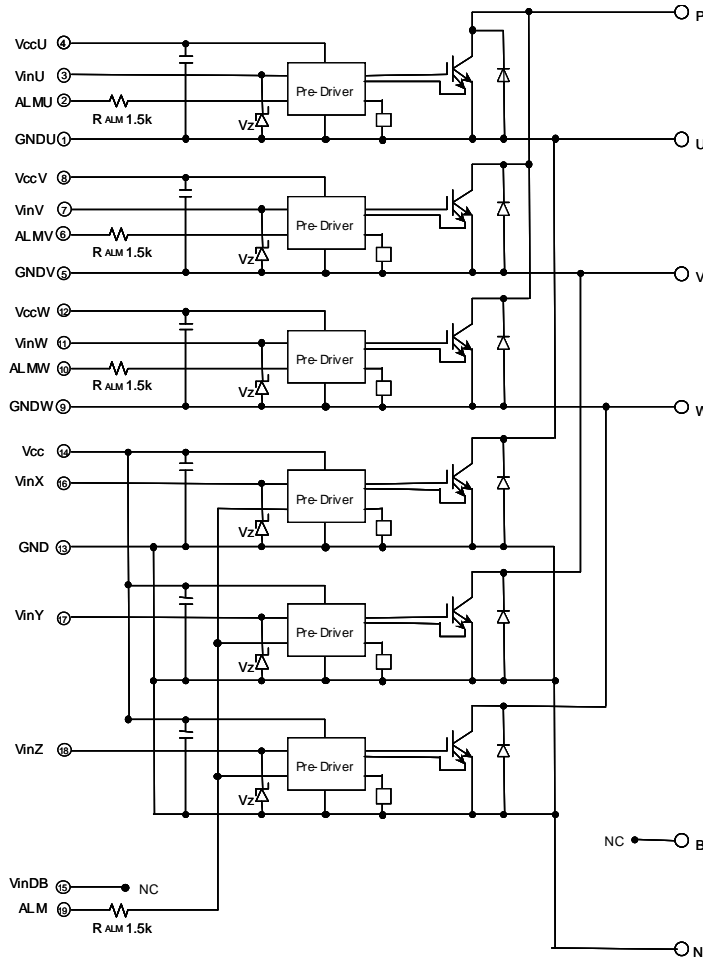 P
VccU 4
VinU 3
Pre-Driver
ALMU 2
R ALM 1.5k
Vz
GNDU 1
U
VccV 8
VinV 7
Pre-Driver
ALMV 6
R ALM 1.5k
Vz
GNDV 5
V
VccW 12
VinW 11
Pre-Driver
ALMW 10
R ALM 1.5k
Vz
GNDW 9
W
Vcc 14
VinX 16
Pre-Driver
Vz
GND 13
VinY 17
Pre-Driver
Vz
VinZ 18
Pre-Driver
Vz
NC B
VinDB 15 NC
ALM 19
R ALM 1.5k
N